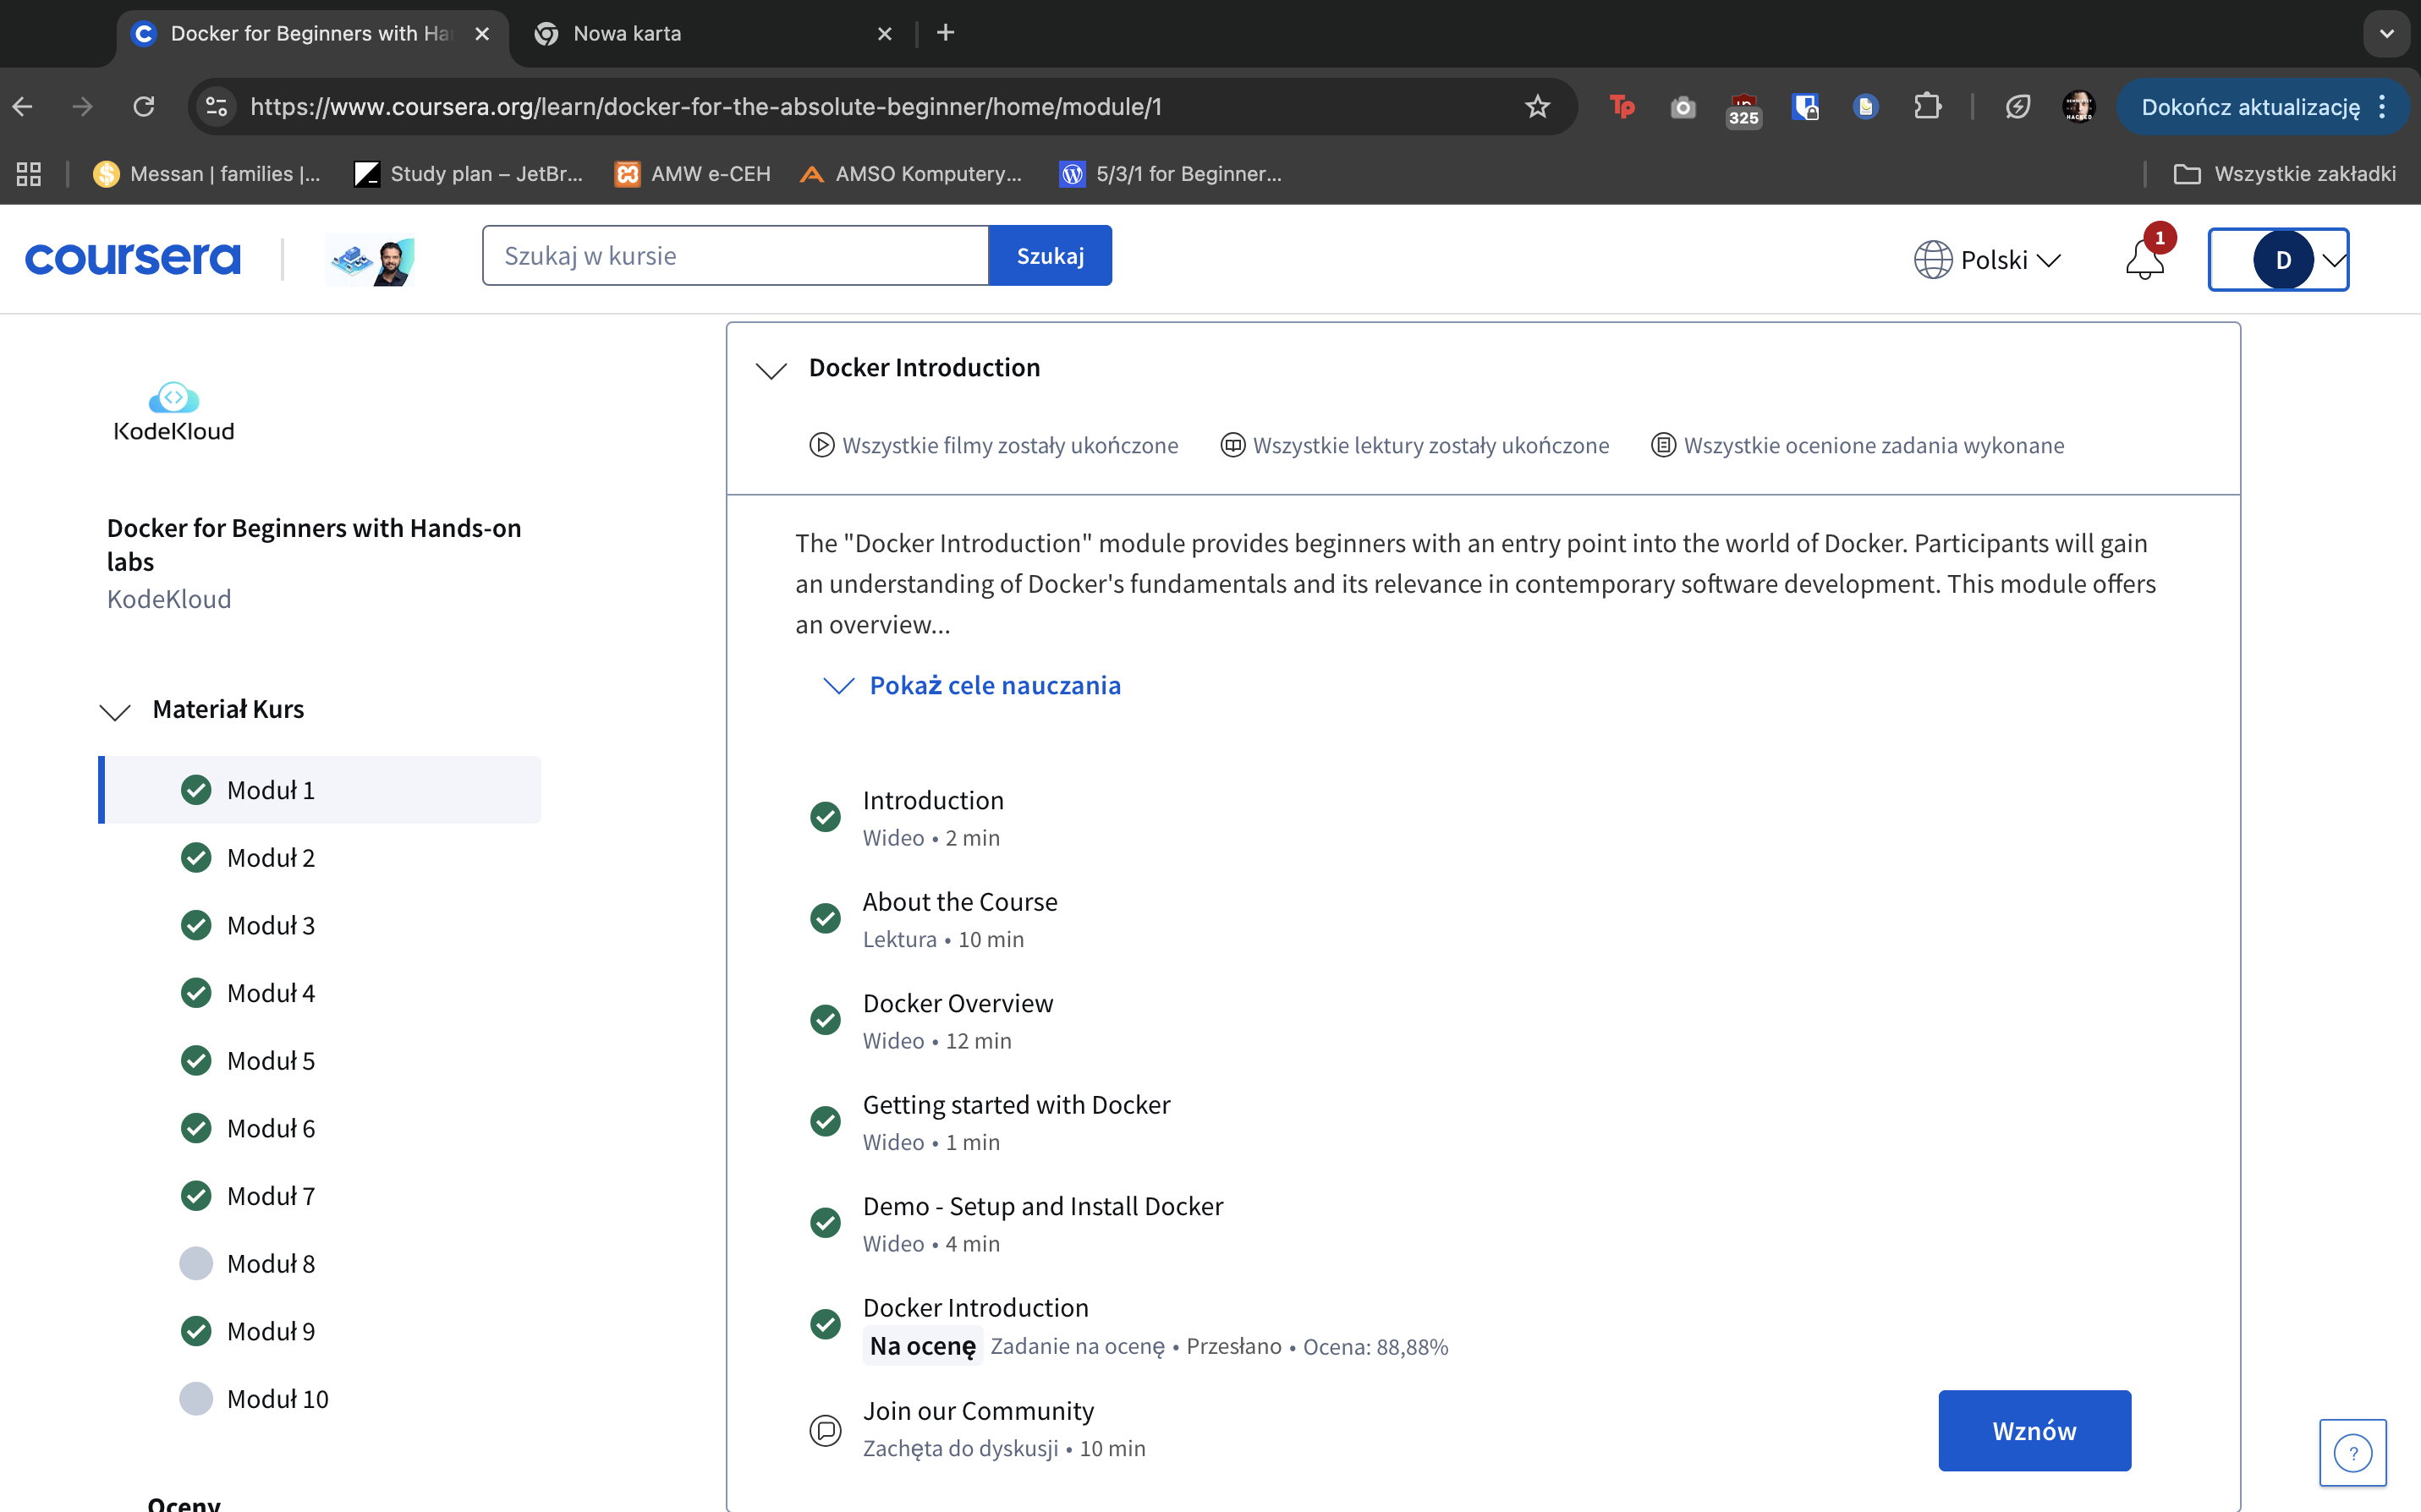 Docker for Beginners with Ha
Nowa karta
https://www.coursera.org/learn/docker-for-the-absolute-beginner/home/module/1
325
Dokończ aktualizację
Messan | families |...
Study plan – JetBr...
AMW e-CEH
AMSO Komputery...
5/3/1 for Beginner...
Wszystkie zakładki
coursera
Szukaj w kursie
Szukaj
Polski
1
D
KodeKloud
Docker for Beginners with Hands-on
labs
KodeKloud
Materiał Kurs
Moduł 1
Moduł 2
Moduł 3
Moduł 4
Moduł 5
Moduł 6
Moduł 7
Moduł 8
Moduł 9
Moduł 10
Oceny
Docker Introduction
Wszystkie filmy zostały ukończone
Wszystkie lektury zostały ukończone
Wszystkie ocenione zadania wykonane
The "Docker Introduction" module provides beginners with an entry point into the world of Docker. Participants will gain
an understanding of Docker's fundamentals and its relevance in contemporary software development. This module offers
an overview...
Pokaż cele nauczania
Introduction
Wideo • 2 min
About the Course
Lektura • 10 min
Docker Overview
Wideo • 12 min
Getting started with Docker
Wideo • 1 min
Demo - Setup and Install Docker
Wideo • 4 min
Docker Introduction
Na ocenę Zadanie na ocenę • Przesłano • Ocena: 88,88%
Join our Community
Zachęta do dyskusji • 10 min
Wznów
?